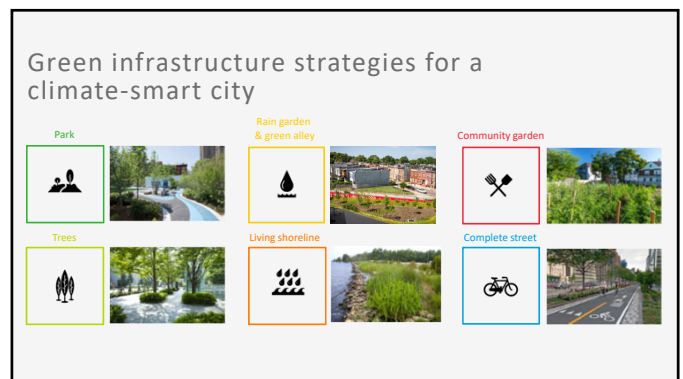 Green infrastructure strategies for a
climate-smart city
Park
Rain garden
& green alley
Community garden
Trees
Living shoreline
Complete street